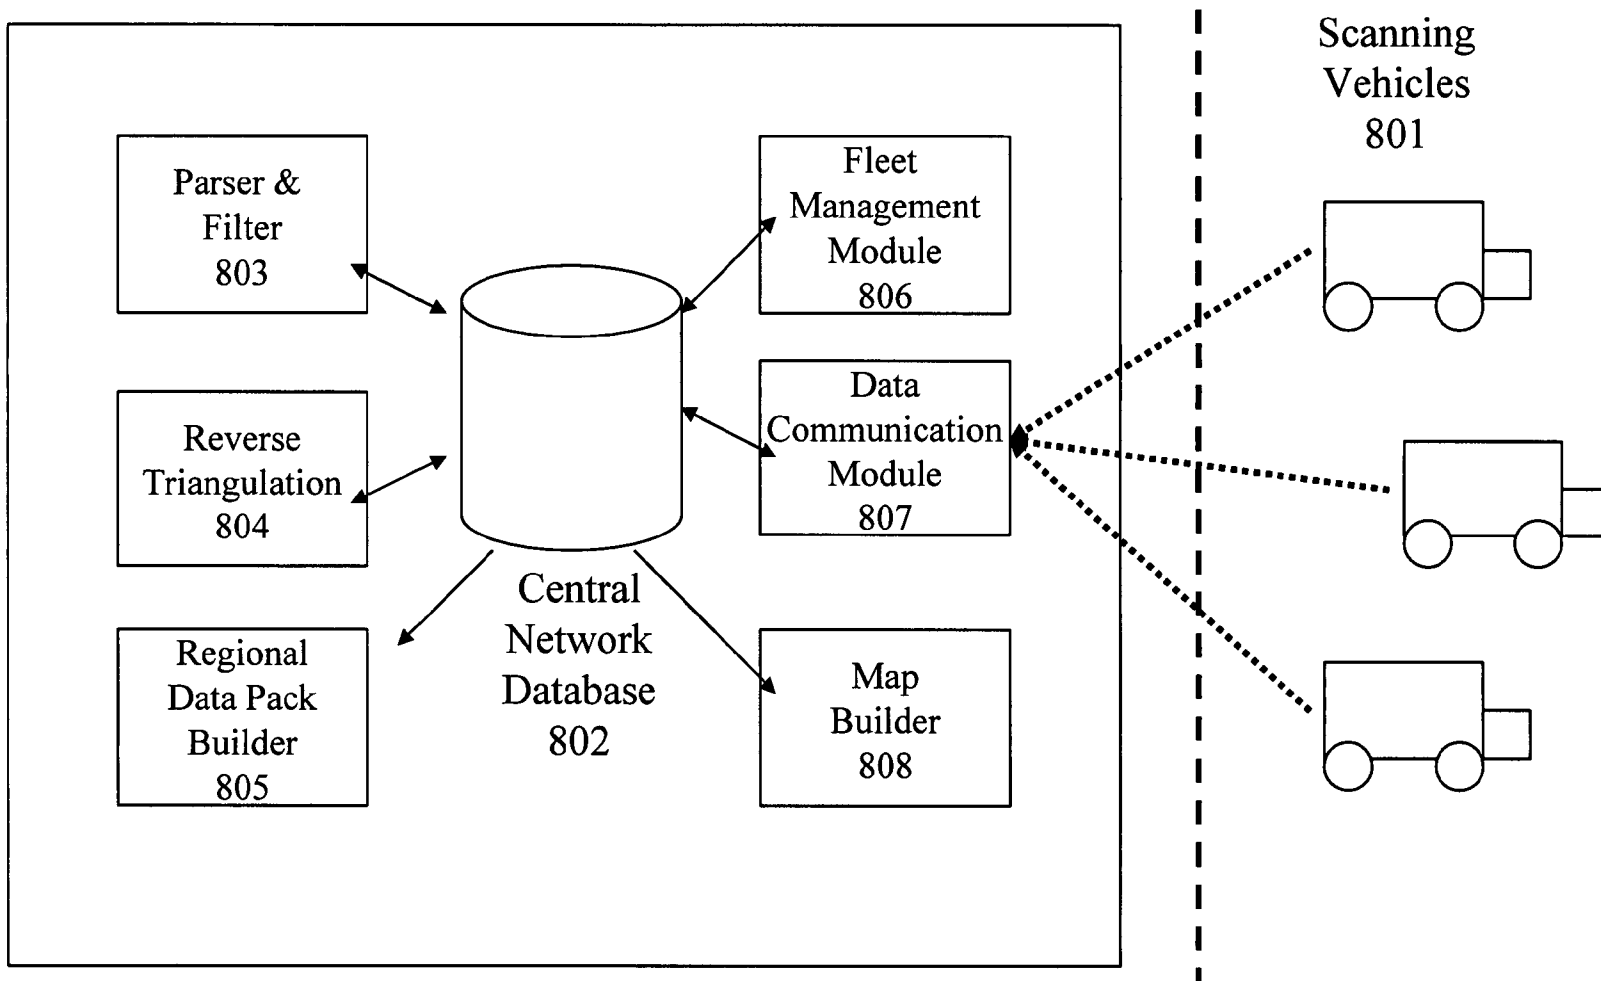 Scanning
Vehicles
801
Parser &
Filter
803
Fleet
Management
Module
806
Reverse
Triangulation
804
Data
Communication
Module
807
Central
Network
Database
802
Regional
Data Pack
Builder
805
Map
Builder
808